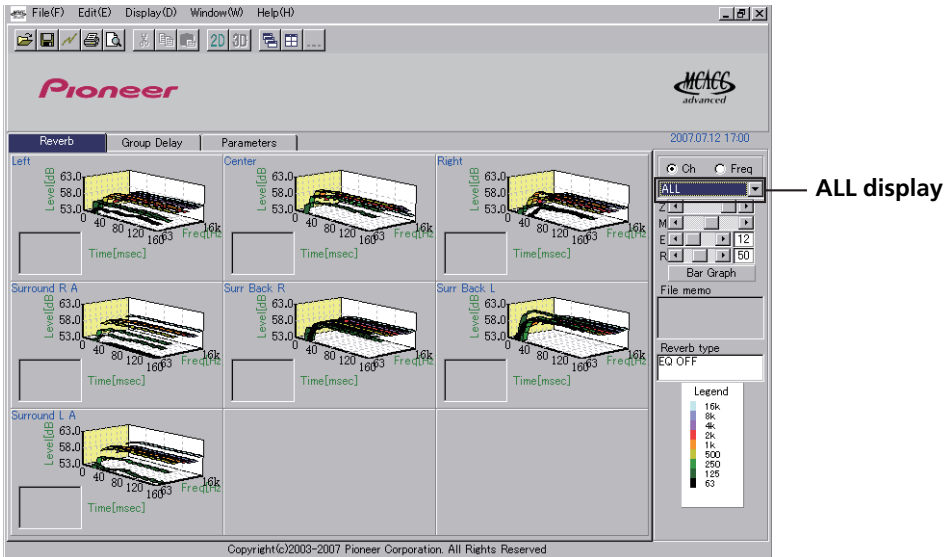 File(F) Edit(E) Display(D) Window(W) Help(H)
2D 3D
Pioneer
MCACC
advanced
Reverb Group Delay Parameters
2007.07.12 17:00
Left
Level[dB
63.0
58.0
53.0
0 40 80 120 160
63 16k
Freq[Hz
Time[msec]
Center
Level[dB
63.0
58.0
53.0
0 40 80 120 160
63 16k
Freq[Hz
Time[msec]
Right
Level[dB
63.0
58.0
53.0
0 40 80 120 160
63 16k
Freq[Hz
Time[msec]
Surround R A
Level[dB
63.0
58.0
53.0
0 40 80 120 160
63 16k
Freq[Hz
Time[msec]
Surr Back R
Level[dB
63.0
58.0
53.0
0 40 80 120 160
63 16k
Freq[Hz
Time[msec]
Surr Back L
Level[dB
63.0
58.0
53.0
0 40 80 120 160
63 16k
Freq[Hz
Time[msec]
Surround L A
Level[dB
63.0
58.0
53.0
0 40 80 120 160
63 16k
Freq[Hz
Time[msec]
Ch Freq
ALL
ALL display
Z
M
E 12
R 50
Bar Graph
File memo
Reverb type
EQ OFF
Legend
16k
8k
4k
2k
1k
500
250
125
63
Copyright(c)2003-2007 Pioneer Corporation. All Rights Reserved